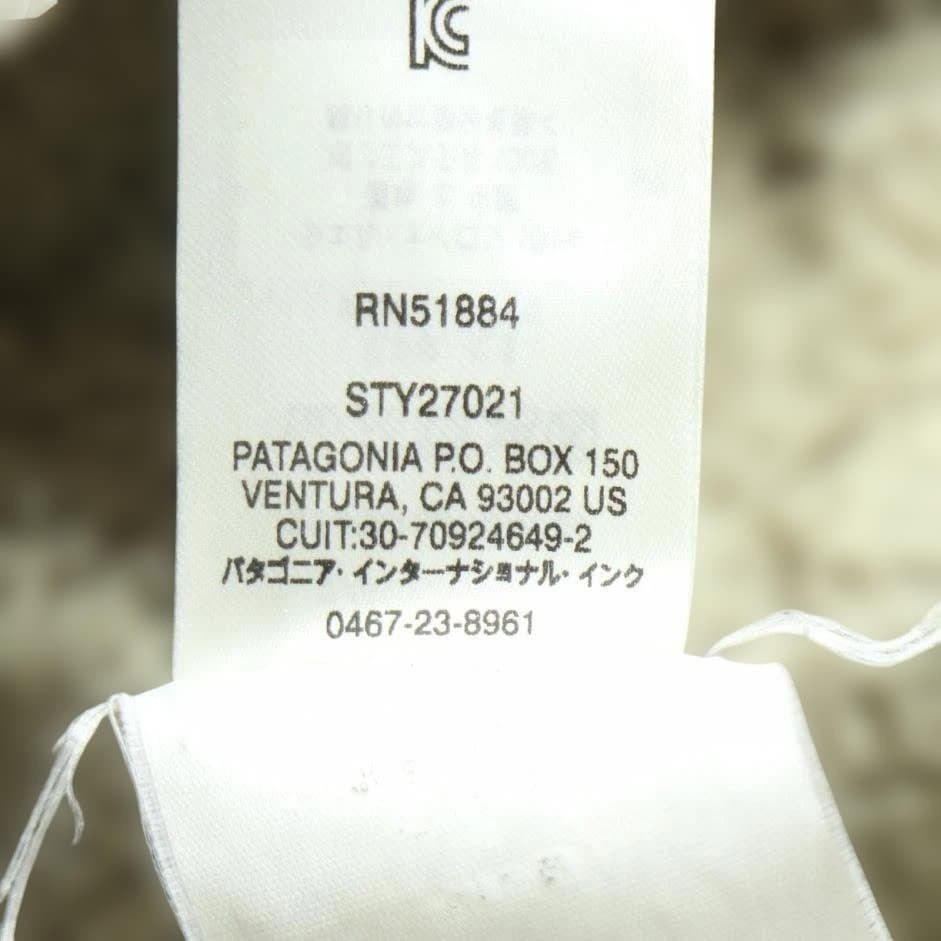 KC
RN51884
STY27021
PATAGONIA P.O. BOX 150
VENTURA, CA 93002 US
CUIT:30-70924649-2
パタゴニア・インターナショナル・インク
0467-23-8961